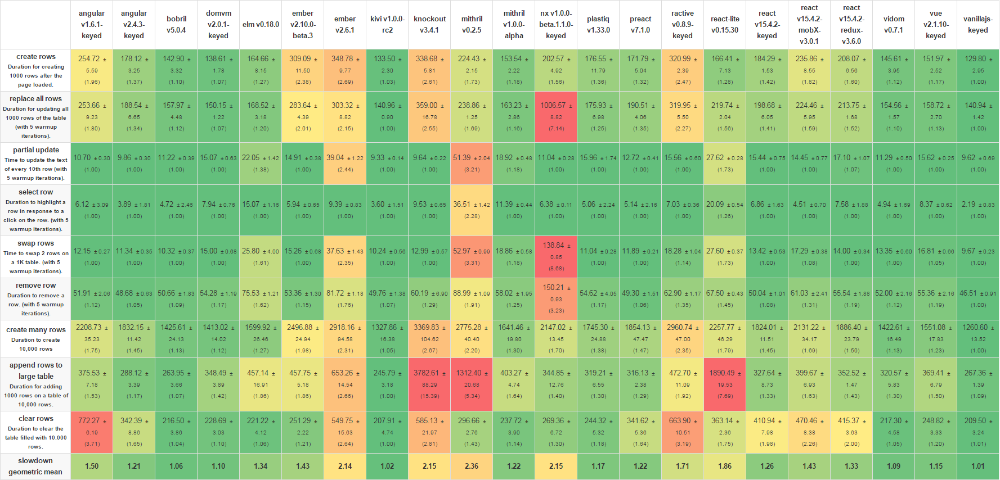 angular v1.6.1-keyed
angular v2.4.3-keyed
bobril v5.0.4
domvm v2.0.1-keyed
elm v0.18.0
ember v2.10.0-beta.3
ember v2.6.1
kivi v1.0.0-rc2
knockout v3.4.1
mithril v0.2.5
mithril v1.0.0-alpha
nx v1.0.0-beta.1.1.0-keyed
plastiq v1.33.0
preact v7.1.0
ractive v0.8.9-keyed
react-lite v0.15.30
react v15.4.2-keyed
react v15.4.2-mobX-v3.0.1
react v15.4.2-redux-v3.6.0
vidom v0.7.1
vue v2.1.10-keyed
vanillajs-keyed
create rows
Duration for creating
1000 rows after the
page loaded.
254.72 ± 5.59 (1.96)
178.12 ± 3.25 (1.37)
142.90 ± 3.32 (1.10)
138.61 ± 1.78 (1.07)
164.66 ± 8.15 (1.27)
309.09 ± 11.50 (2.38)
348.78 ± 9.77 (2.69)
133.50 ± 2.30 (1.03)
338.68 ± 5.81 (2.61)
224.43 ± 2.15 (1.73)
153.54 ± 2.22 (1.18)
202.57 ± 4.92 (1.56)
176.55 ± 11.79 (1.36)
171.79 ± 5.04 (1.32)
320.99 ± 2.39 (2.47)
166.41 ± 7.13 (1.28)
184.29 ± 1.53 (1.42)
235.86 ± 8.55 (1.82)
208.07 ± 6.56 (1.60)
145.61 ± 3.95 (1.12)
151.97 ± 2.52 (1.17)
129.80 ± 2.95 (1.00)
replace all rows
Duration for updating all
1000 rows of the table
(with 5 warmup
iterations).
253.66 ± 9.23 (1.80)
188.54 ± 6.65 (1.34)
157.97 ± 4.48 (1.12)
150.15 ± 1.22 (1.07)
168.52 ± 3.18 (1.20)
283.64 ± 4.39 (2.01)
303.32 ± 8.82 (2.15)
140.96 ± 0.90 (1.00)
359.00 ± 16.78 (2.55)
238.86 ± 1.25 (1.69)
163.23 ± 2.86 (1.16)
1006.57 ± 8.82 (7.14)
175.93 ± 6.98 (1.25)
190.51 ± 4.06 (1.35)
319.95 ± 5.50 (2.27)
219.74 ± 2.04 (1.56)
198.68 ± 6.05 (1.41)
224.46 ± 5.95 (1.59)
213.75 ± 1.68 (1.52)
154.56 ± 1.57 (1.10)
158.72 ± 2.70 (1.13)
140.94 ± 1.42 (1.00)
partial update
Time to update the text
of every 10th row (with
5 warmup iterations).
10.70 ± 0.30 (1.00)
9.86 ± 0.30 (1.00)
11.22 ± 0.39 (1.00)
15.07 ± 0.63 (1.00)
22.05 ± 1.42 (1.38)
14.91 ± 0.38 (1.00)
39.04 ± 1.22 (2.44)
9.33 ± 0.14 (1.00)
9.64 ± 0.22 (1.00)
51.39 ± 2.04 (3.21)
18.92 ± 0.48 (1.18)
11.04 ± 0.28 (1.00)
15.96 ± 1.74 (1.00)
12.72 ± 0.41 (1.00)
15.56 ± 0.60 (1.00)
27.62 ± 0.28 (1.73)
15.44 ± 0.75 (1.00)
14.45 ± 0.77 (1.00)
17.10 ± 1.07 (1.07)
11.29 ± 0.50 (1.00)
15.62 ± 0.25 (1.00)
9.62 ± 0.69 (1.00)
select row
Duration to highlight a
row in response to a
click on the row. (with 5
warmup iterations).
6.12 ± 3.09 (1.00)
3.89 ± 1.81 (1.00)
4.72 ± 2.46 (1.00)
7.94 ± 0.76 (1.00)
15.07 ± 1.16 (1.00)
5.94 ± 0.65 (1.00)
9.39 ± 0.83 (1.00)
3.60 ± 1.51 (1.00)
9.53 ± 0.65 (1.00)
36.51 ± 1.42 (2.28)
11.39 ± 0.44 (1.00)
6.38 ± 0.11 (1.00)
5.06 ± 2.24 (1.00)
5.14 ± 2.16 (1.00)
7.03 ± 0.36 (1.00)
20.09 ± 0.54 (1.26)
6.86 ± 1.63 (1.00)
4.51 ± 0.70 (1.00)
7.58 ± 1.88 (1.00)
4.94 ± 1.69 (1.00)
8.37 ± 0.62 (1.00)
2.19 ± 0.83 (1.00)
swap rows
Time to swap 2 rows on
a 1K table. (with 5
warmup iterations).
12.15 ± 0.27 (1.00)
11.34 ± 0.35 (1.00)
10.32 ± 0.37 (1.00)
15.00 ± 0.68 (1.00)
25.80 ± 4.00 (1.61)
15.26 ± 0.68 (1.00)
37.63 ± 1.43 (2.35)
10.24 ± 0.56 (1.00)
12.99 ± 0.57 (1.00)
52.97 ± 0.99 (3.31)
18.86 ± 0.58 (1.18)
138.84 ± 0.85 (8.68)
11.04 ± 0.28 (1.00)
11.89 ± 0.21 (1.00)
18.28 ± 1.04 (1.14)
27.60 ± 0.37 (1.73)
13.42 ± 0.53 (1.00)
17.29 ± 0.38 (1.08)
14.00 ± 0.34 (1.00)
13.35 ± 0.60 (1.00)
16.81 ± 0.66 (1.05)
9.67 ± 0.23 (1.00)
remove row
Duration to remove a
row. (with 5 warmup
iterations).
51.91 ± 2.06 (1.12)
48.68 ± 0.63 (1.05)
50.66 ± 1.83 (1.09)
54.28 ± 1.19 (1.17)
75.53 ± 1.21 (1.62)
53.36 ± 1.30 (1.15)
81.72 ± 1.18 (1.76)
49.76 ± 1.38 (1.07)
60.19 ± 6.90 (1.29)
88.99 ± 1.09 (1.91)
58.02 ± 1.95 (1.25)
150.21 ± 0.93 (3.23)
54.62 ± 4.05 (1.17)
49.30 ± 1.51 (1.06)
62.90 ± 1.17 (1.35)
67.50 ± 0.43 (1.45)
50.04 ± 1.01 (1.08)
61.03 ± 2.41 (1.31)
55.54 ± 1.88 (1.19)
52.00 ± 2.16 (1.12)
55.36 ± 2.16 (1.19)
46.51 ± 0.91 (1.00)
create many rows
Duration to create
10,000 rows
2208.73 ± 35.23 (1.75)
1832.15 ± 11.42 (1.45)
1425.61 ± 24.13 (1.13)
1413.02 ± 14.02 (1.12)
1599.92 ± 26.46 (1.27)
2496.88 ± 24.94 (1.98)
2918.16 ± 94.58 (2.31)
1327.86 ± 16.38 (1.05)
3369.83 ± 104.62 (2.67)
2775.28 ± 40.40 (2.20)
1641.46 ± 19.80 (1.30)
2147.02 ± 13.45 (1.70)
1745.30 ± 24.88 (1.38)
1854.13 ± 47.47 (1.47)
2960.74 ± 47.00 (2.35)
2257.77 ± 46.29 (1.79)
1824.01 ± 11.51 (1.45)
2131.22 ± 34.17 (1.69)
1886.40 ± 23.79 (1.50)
1422.61 ± 16.49 (1.13)
1551.08 ± 17.83 (1.23)
1260.60 ± 13.52 (1.00)
append rows to
large table
Duration for adding
1000 rows on a table of
10,000 rows.
375.53 ± 7.18 (1.53)
288.12 ± 3.39 (1.17)
263.95 ± 3.66 (1.07)
348.49 ± 3.89 (1.42)
457.14 ± 16.91 (1.86)
457.75 ± 5.18 (1.86)
653.26 ± 14.54 (2.66)
245.79 ± 3.18 (1.00)
3782.61 ± 88.29 (15.39)
1312.40 ± 20.68 (5.34)
403.27 ± 4.74 (1.64)
344.85 ± 12.76 (1.40)
319.21 ± 6.55 (1.30)
316.13 ± 2.38 (1.29)
472.70 ± 11.09 (1.92)
1890.49 ± 19.53 (7.69)
327.64 ± 8.73 (1.33)
399.67 ± 6.93 (1.63)
352.52 ± 1.47 (1.43)
320.57 ± 5.83 (1.30)
369.41 ± 6.79 (1.50)
267.36 ± 1.39 (1.09)
clear rows
Duration to clear the
table filled with 10.000
rows.
772.27 ± 6.19 (3.71)
342.39 ± 8.86 (1.65)
216.50 ± 3.86 (1.04)
228.69 ± 3.03 (1.10)
221.22 ± 4.12 (1.06)
251.29 ± 2.22 (1.21)
549.75 ± 15.63 (2.64)
207.91 ± 4.74 (1.00)
585.13 ± 21.97 (2.81)
296.66 ± 2.76 (1.43)
237.72 ± 3.90 (1.14)
269.36 ± 6.72 (1.30)
244.32 ± 5.32 (1.18)
341.62 ± 5.36 (1.64)
663.90 ± 10.51 (3.19)
363.14 ± 2.36 (1.75)
410.94 ± 7.98 (1.98)
470.46 ± 8.38 (2.26)
415.37 ± 3.63 (2.00)
217.30 ± 4.58 (1.05)
248.82 ± 3.33 (1.20)
209.50 ± 3.24 (1.01)
slowdown
geometric mean
1.50
1.21
1.06
1.10
1.34
1.43
2.14
1.02
2.15
2.36
1.22
2.15
1.17
1.22
1.71
1.86
1.26
1.43
1.33
1.09
1.15
1.01